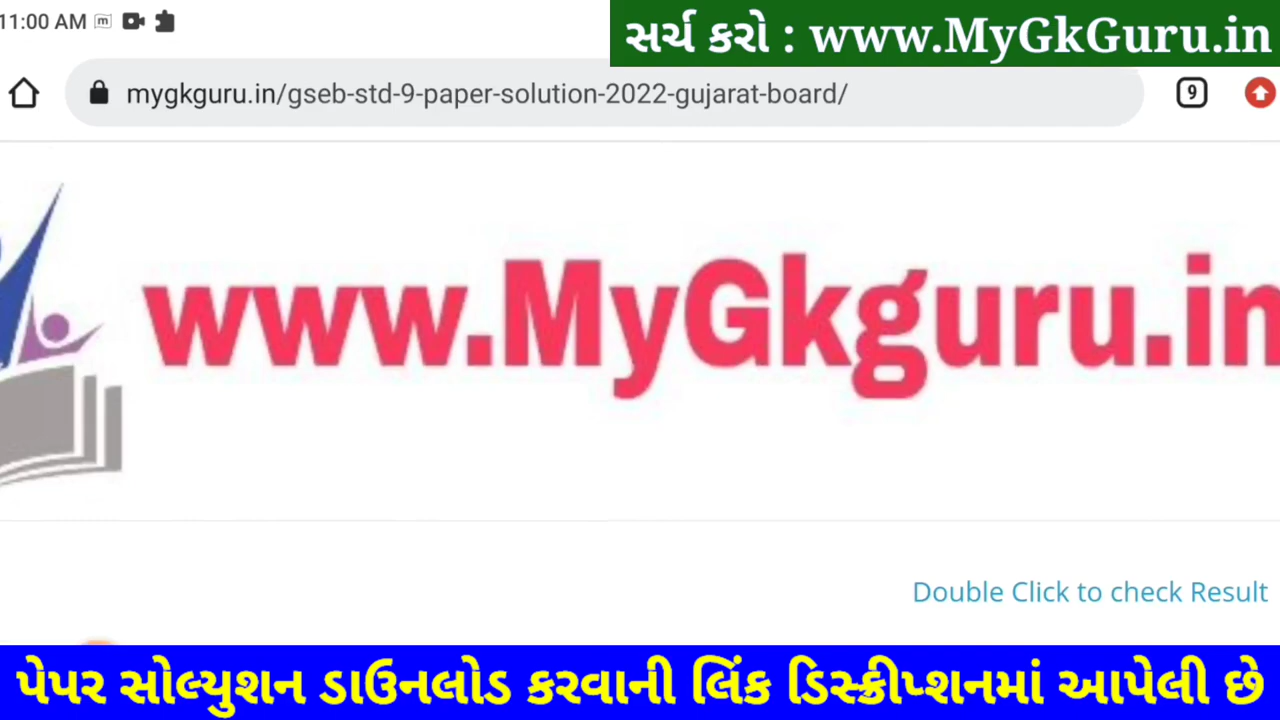 11:00 AM
સર્ચ કરો : www.MyGkGuru.in
mygkguru.in/gseb-std-9-paper-solution-2022-gujarat-board/
9
www.MyGkguru.in
Double Click to check Result
પેપર સોલ્યુશન ડાઉનલોડ કરવાની લિંક ડિસ્ક્રીપ્શનમાં આપેલી છે